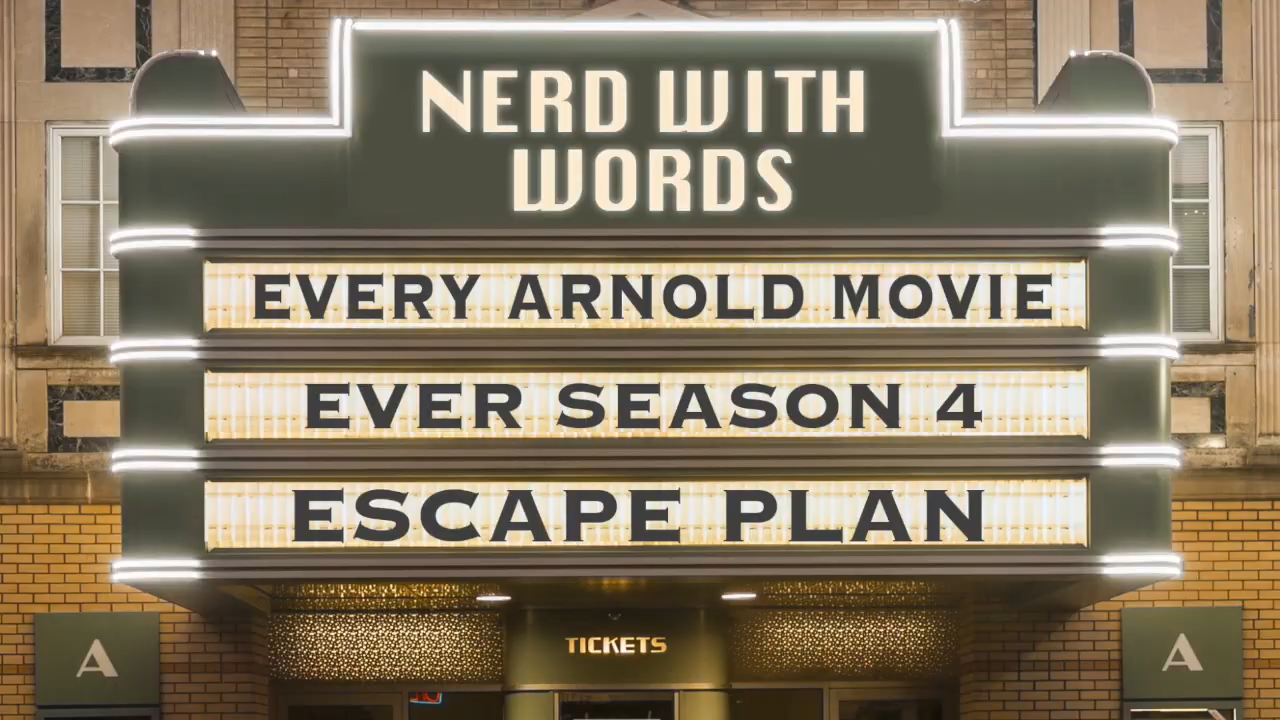 NERD WITH
WORDS
EVERY ARNOLD MOVIE
EVER SEASON 4
ESCAPE PLAN
TICKETS
A
A